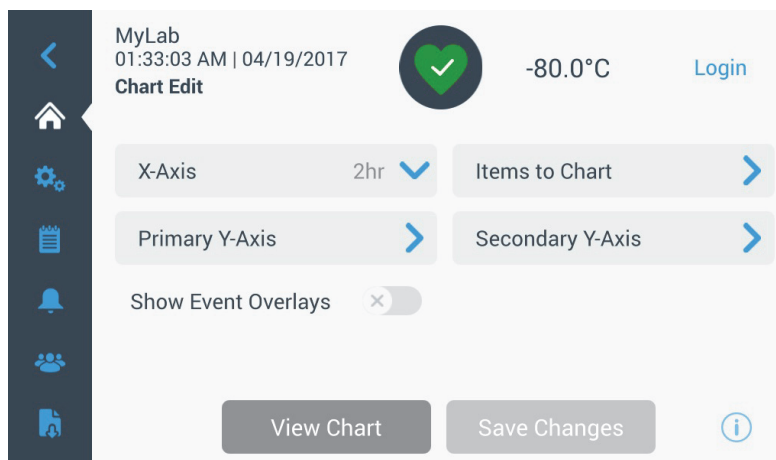 MyLab
01:33:03 AM | 04/19/2017
Chart Edit
-80.0°C
Login
X-Axis 2hr
Items to Chart
Primary Y-Axis
Secondary Y-Axis
Show Event Overlays
View Chart
Save Changes